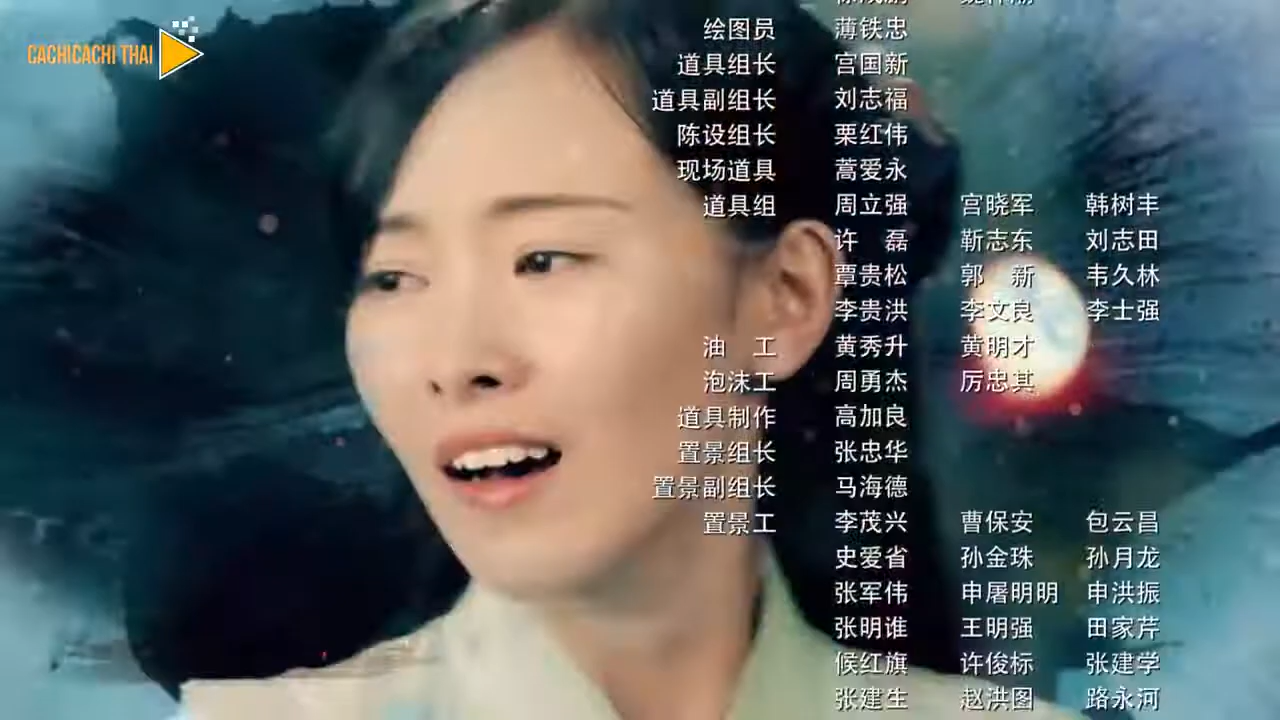 CACHICACHI THAI
绘图员 薄铁忠
道具组长 宫国新
道具副组长 刘志福
陈设组长 栗红伟
现场道具 蒿爱永
道具组 周立强 宫晓军 韩树丰
许 磊 靳志东 刘志田
覃贵松 郭 新 韦久林
李贵洪 李文良 李士强
油 工 黄秀升 黄明才
泡沫工 周勇杰 厉忠其
道具制作 高加良
置景组长 张忠华
置景副组长 马海德
置景工 李茂兴 曹保安 包云昌
史爱省 孙金珠 孙月龙
张军伟 申屠明明 申洪振
张明谁 王明强 田家芹
候红旗 许俊标 张建学
张建生 赵洪图 路永河